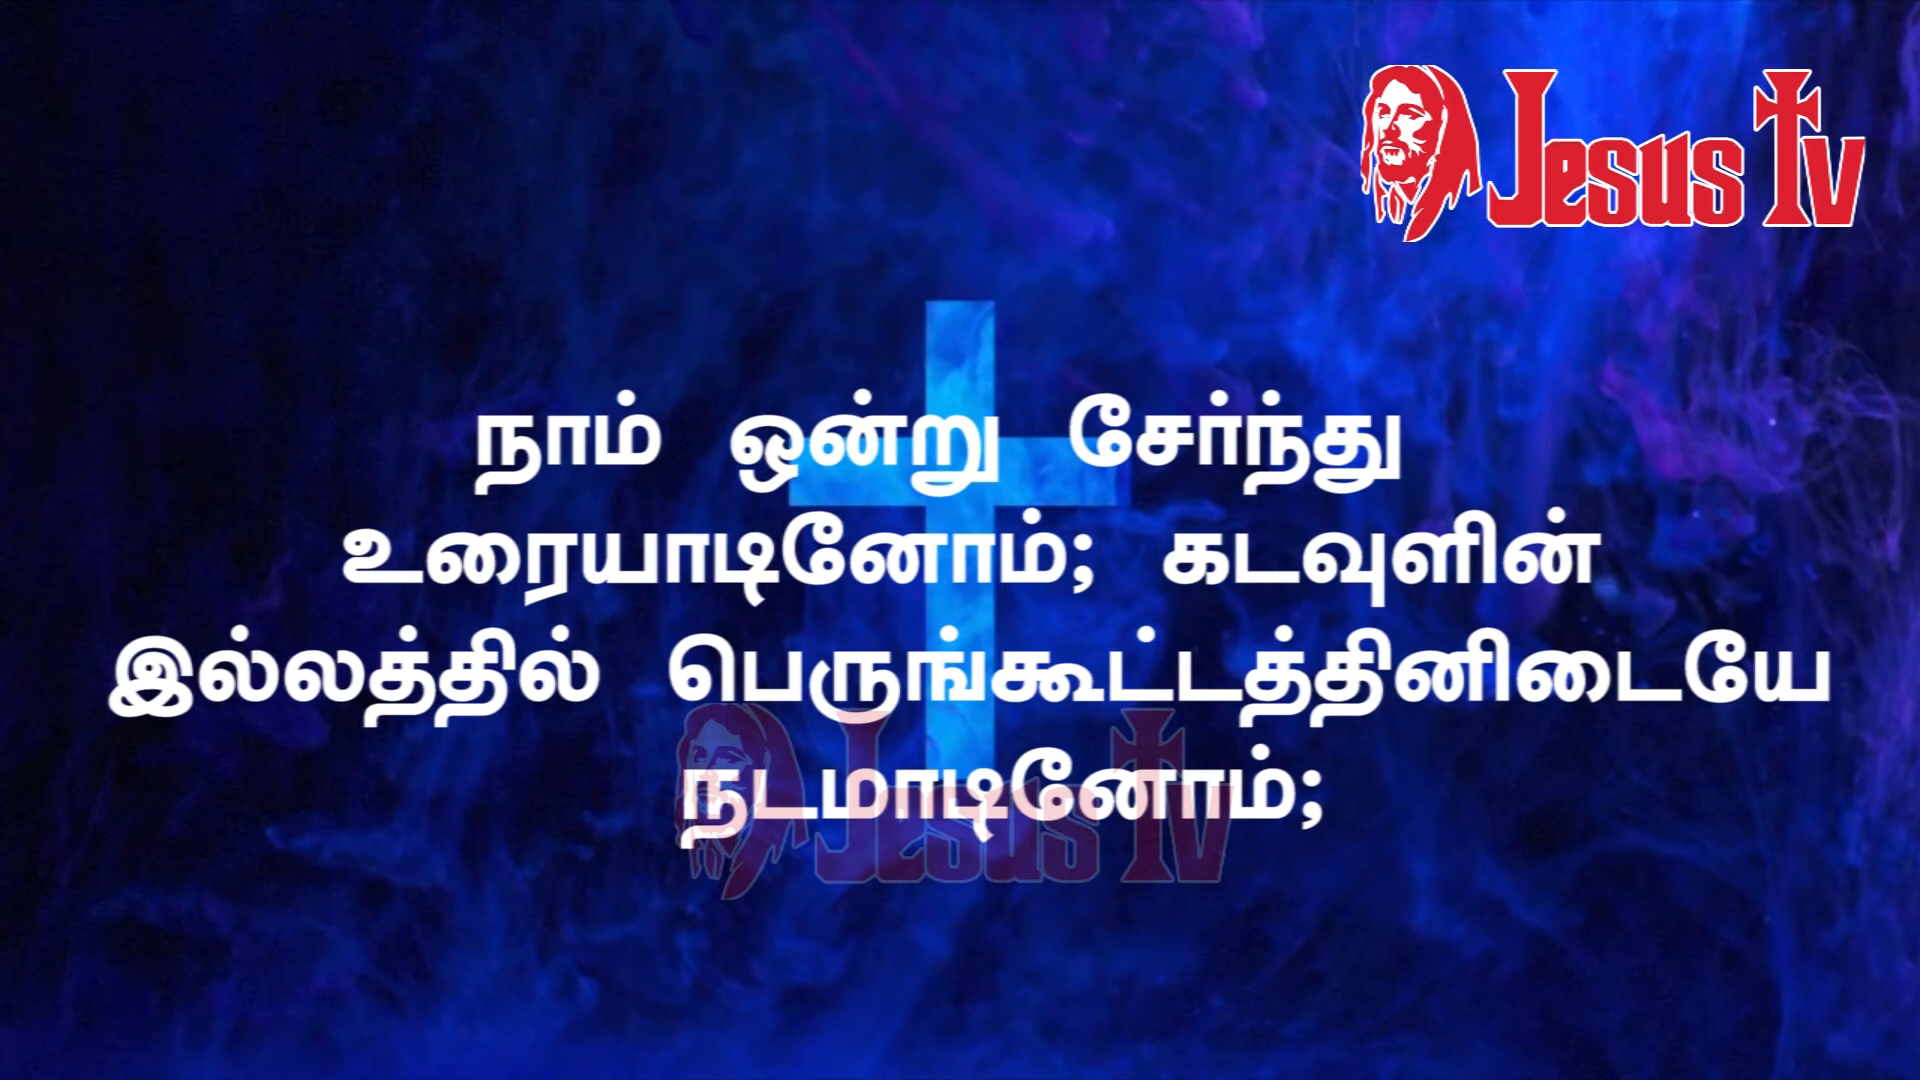 Jesus Tv
நாம் ஒன்று சேர்ந்து
உரையாடினோம்; கடவுளின்
இல்லத்தில் பெருங்கூட்டத்தினிடையே
நடமாடினோம்;
Jesus Tv